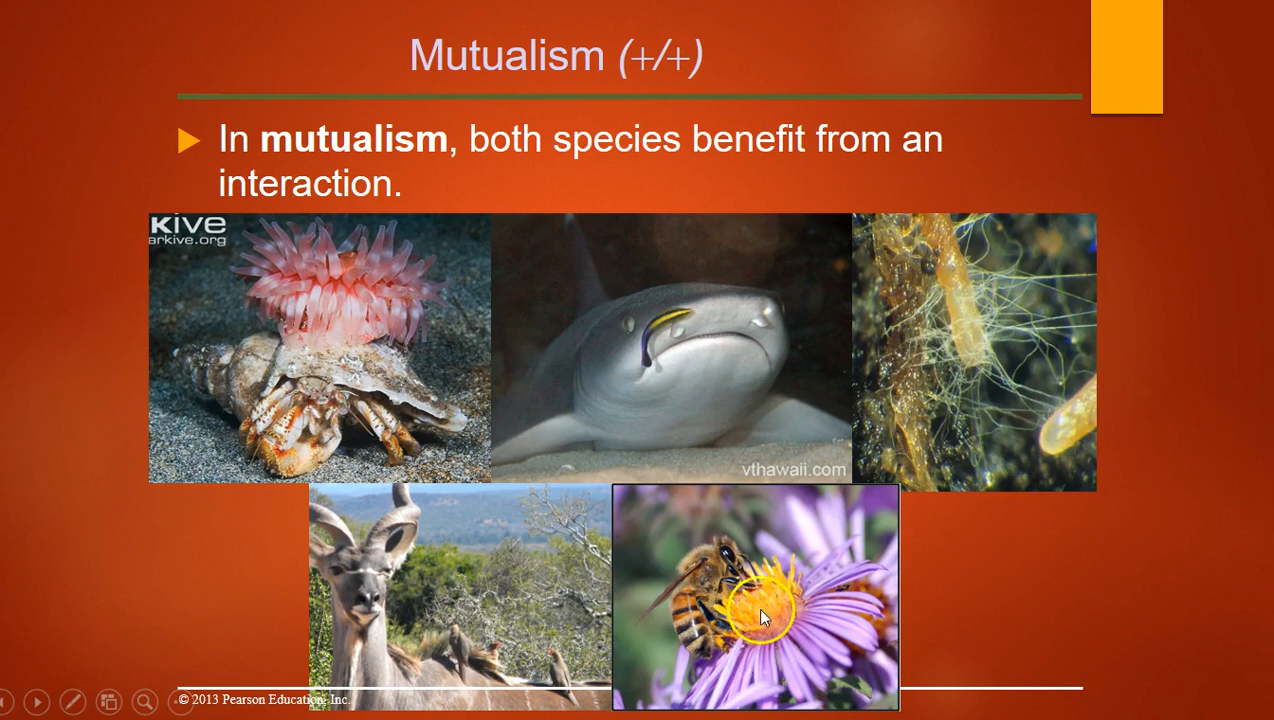 Mutualism (+/+)
In mutualism, both species benefit from an
interaction.
KIVE
arkive.org
vthawaii.com
© 2013 Pearson Education, Inc.